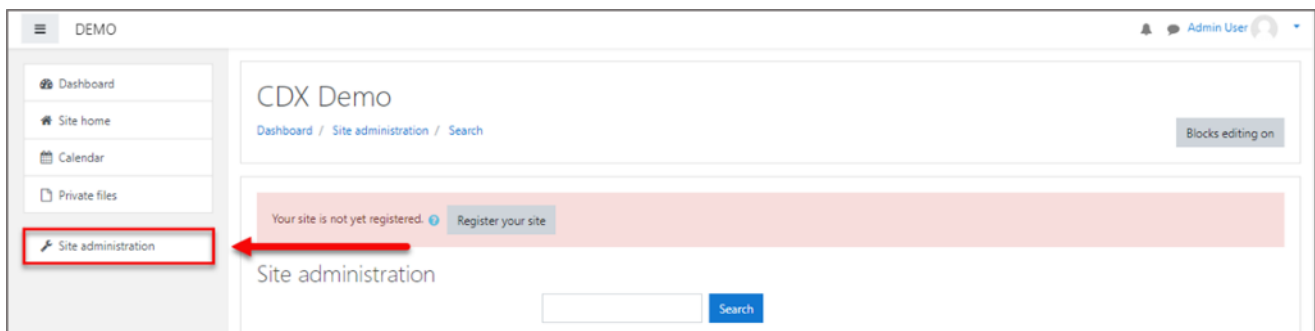 DEMO
Admin User
Dashboard
Site home
Calendar
Private files
Site administration
CDX Demo
Dashboard / Site administration / Search
Blocks editing on
Your site is not yet registered. ?
Register your site
Site administration
Search